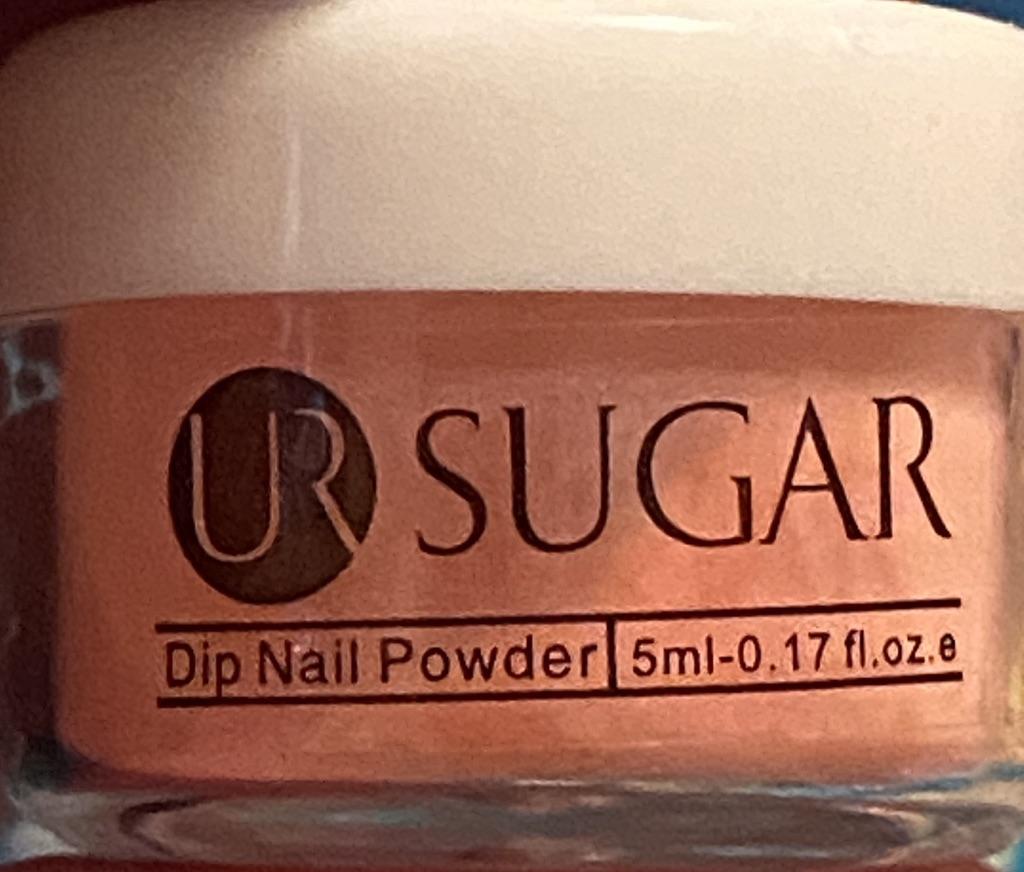 UR SUGAR
Dip Nail Powder 5ml-0.17 fl.oz.e